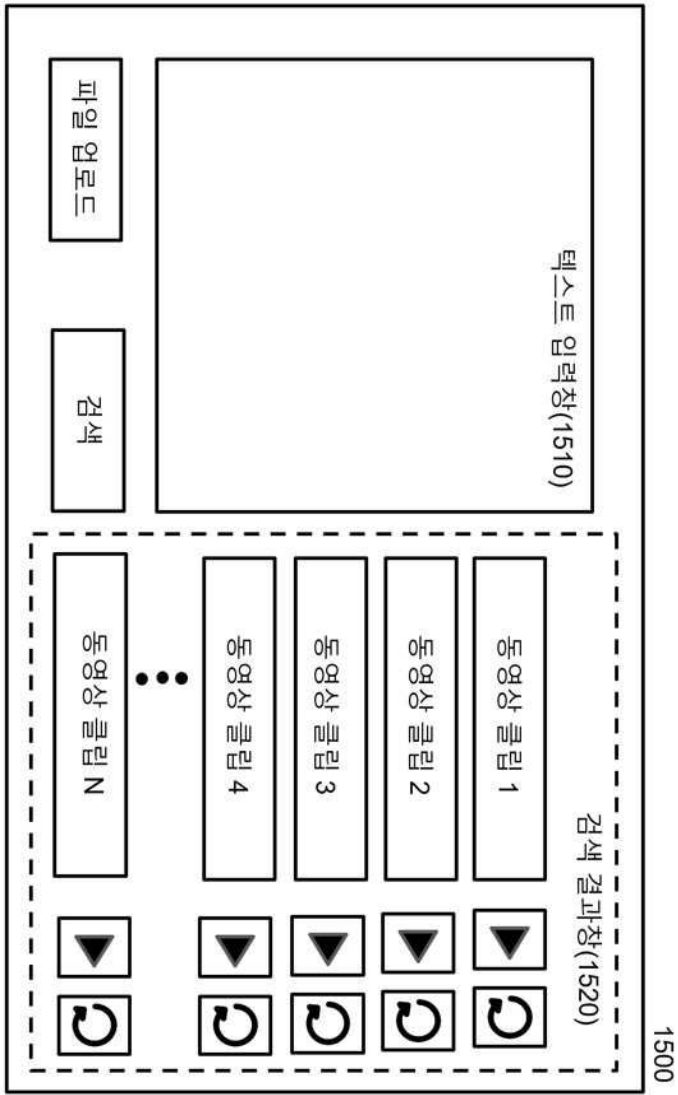 1500
텍스트 입력창(1510)
파일 업로드
검색
검색 결과창(1520)
동영상 클립 1
동영상 클립 2
동영상 클립 3
동영상 클립 4
동영상 클립 N